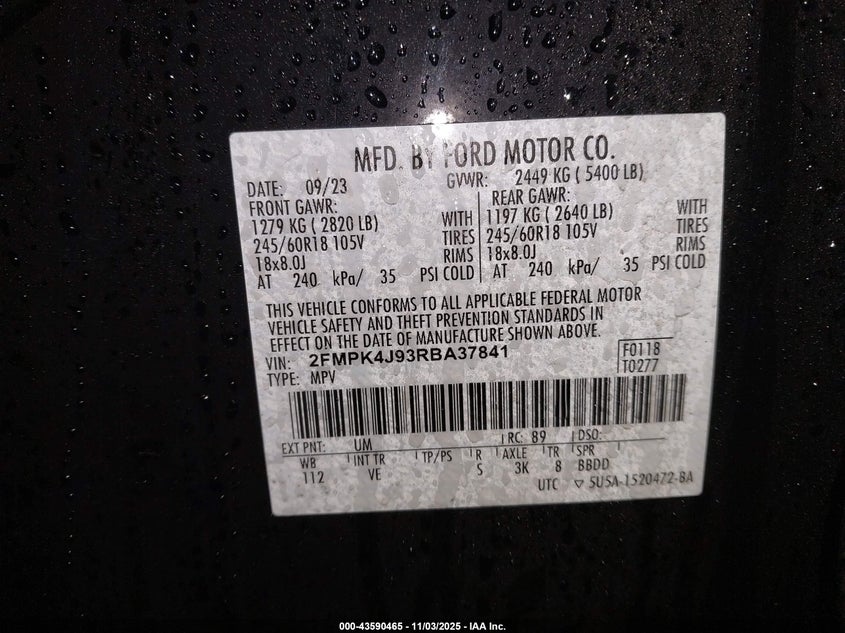 MFD. BY FORD MOTOR CO.
DATE: 09/23 GVWR: 2449 KG ( 5400 LB)
FRONT GAWR: REAR GAWR:
1279 KG ( 2820 LB) WITH 1197 KG ( 2640 LB) WITH
245/60R18 105V TIRES 245/60R18 105V TIRES
18x8.0J RIMS 18x8.0J RIMS
AT 240 kPa/ 35 PSI COLD AT 240 kPa/ 35 PSI COLD
THIS VEHICLE CONFORMS TO ALL APPLICABLE FEDERAL MOTOR
VEHICLE SAFETY AND THEFT PREVENTION STANDARDS IN
EFFECT ON THE DATE OF MANUFACTURE SHOWN ABOVE.
VIN: 2FMPK4J93RBA37841 F0118
TYPE: MPV T0277
EXT PNT: UM RC: 89 DSO:
WB INT TR TP/PS R AXLE TR SPR
112 VE S 3K 8 BBDD
UTC ▽ 5U5A-1520472-BA
000-43590465 - 11/03/2025 - IAA Inc.